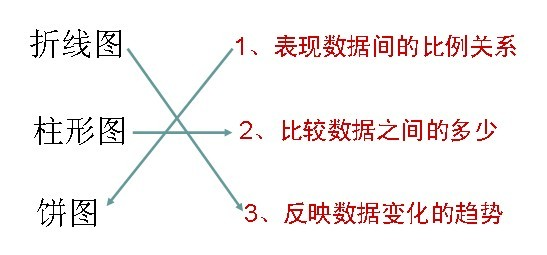 折线图 1、表现数据间的比例关系
柱形图 2、比较数据之间的多少
饼图 3、反映数据变化的趋势